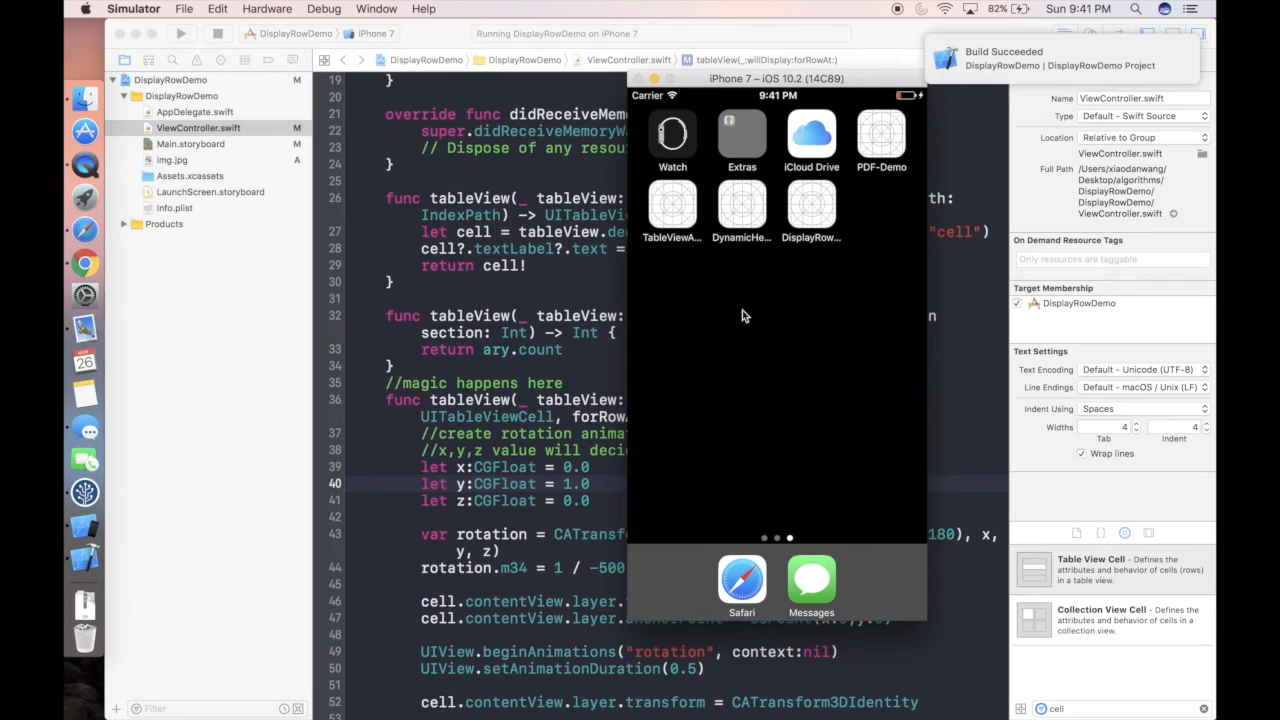 Simulator File Edit Hardware Debug Window Help 82% Sun 9:41 PM
DisplayRowDemo iPhone 7 Running DisplayRowDemo on iPhone 7
Build Succeeded
DisplayRowDemo | DisplayRowDemo Project
DisplayRowDemo DisplayRowDemo ViewController.swift M tableView(_:willDisplay:forRowAt:)
DisplayRowDemo M
DisplayRowDemo
AppDelegate.swift
ViewController.swift M
Main.storyboard M
img.jpg A
Assets.xcassets
LaunchScreen.storyboard
Info.plist
Products
Filter
19 }
20
21 override func didReceiveMemo
22 super.didReceiveMemoryWa
23 // Dispose of any resou
24 }
25
26 func tableView(_ tableView: th:
IndexPath) -> UITableVie
27 let cell = tableView.de "cell")
28 cell?.textLabel?.text =
29 return cell!
30 }
31
32 func tableView(_ tableView: n
section: Int) -> Int {
33 return ary.count
34 }
35 //magic happens here
36 func tableView(_ tableView:
UITableViewCell, forRowA
37 //create rotation animat
38 //x,y,z value will decid
39 let x:CGFloat = 0.0
40 let y:CGFloat = 1.0
41 let z:CGFloat = 0.0
42
43 var rotation = CATransfo 180), x,
y, z)
44 rotation.m34 = 1 / -500
45
46 cell.contentView.layer.
47 cell.contentView.layer.
48
49 UIView.beginAnimations("rotation", context:nil)
50 UIView.setAnimationDuration(0.5)
51
52 cell.contentView.layer.transform = CATransform3DIdentity
53
iPhone 7 – iOS 10.2 (14C89)
Carrier 9:41 PM
Watch Extras iCloud Drive PDF-Demo
TableViewA... DynamicHe... DisplayRow...
Safari Messages
MAR
26
Name ViewController.swift
Type Default - Swift Source
Location Relative to Group
ViewController.swift
Full Path /Users/xiaodanwang/
Desktop/algorithms/
DisplayRowDemo/
DisplayRowDemo/
ViewController.swift
On Demand Resource Tags
Only resources are taggable
Target Membership
DisplayRowDemo
Text Settings
Text Encoding Default - Unicode (UTF-8)
Line Endings Default - macOS / Unix (LF)
Indent Using Spaces
Widths 4 4
Tab Indent
Wrap lines
Table View Cell - Defines the
attributes and behavior of cells (rows)
in a table view.
Collection View Cell - Defines the
attributes and behavior of cells in a
collection view.
cell